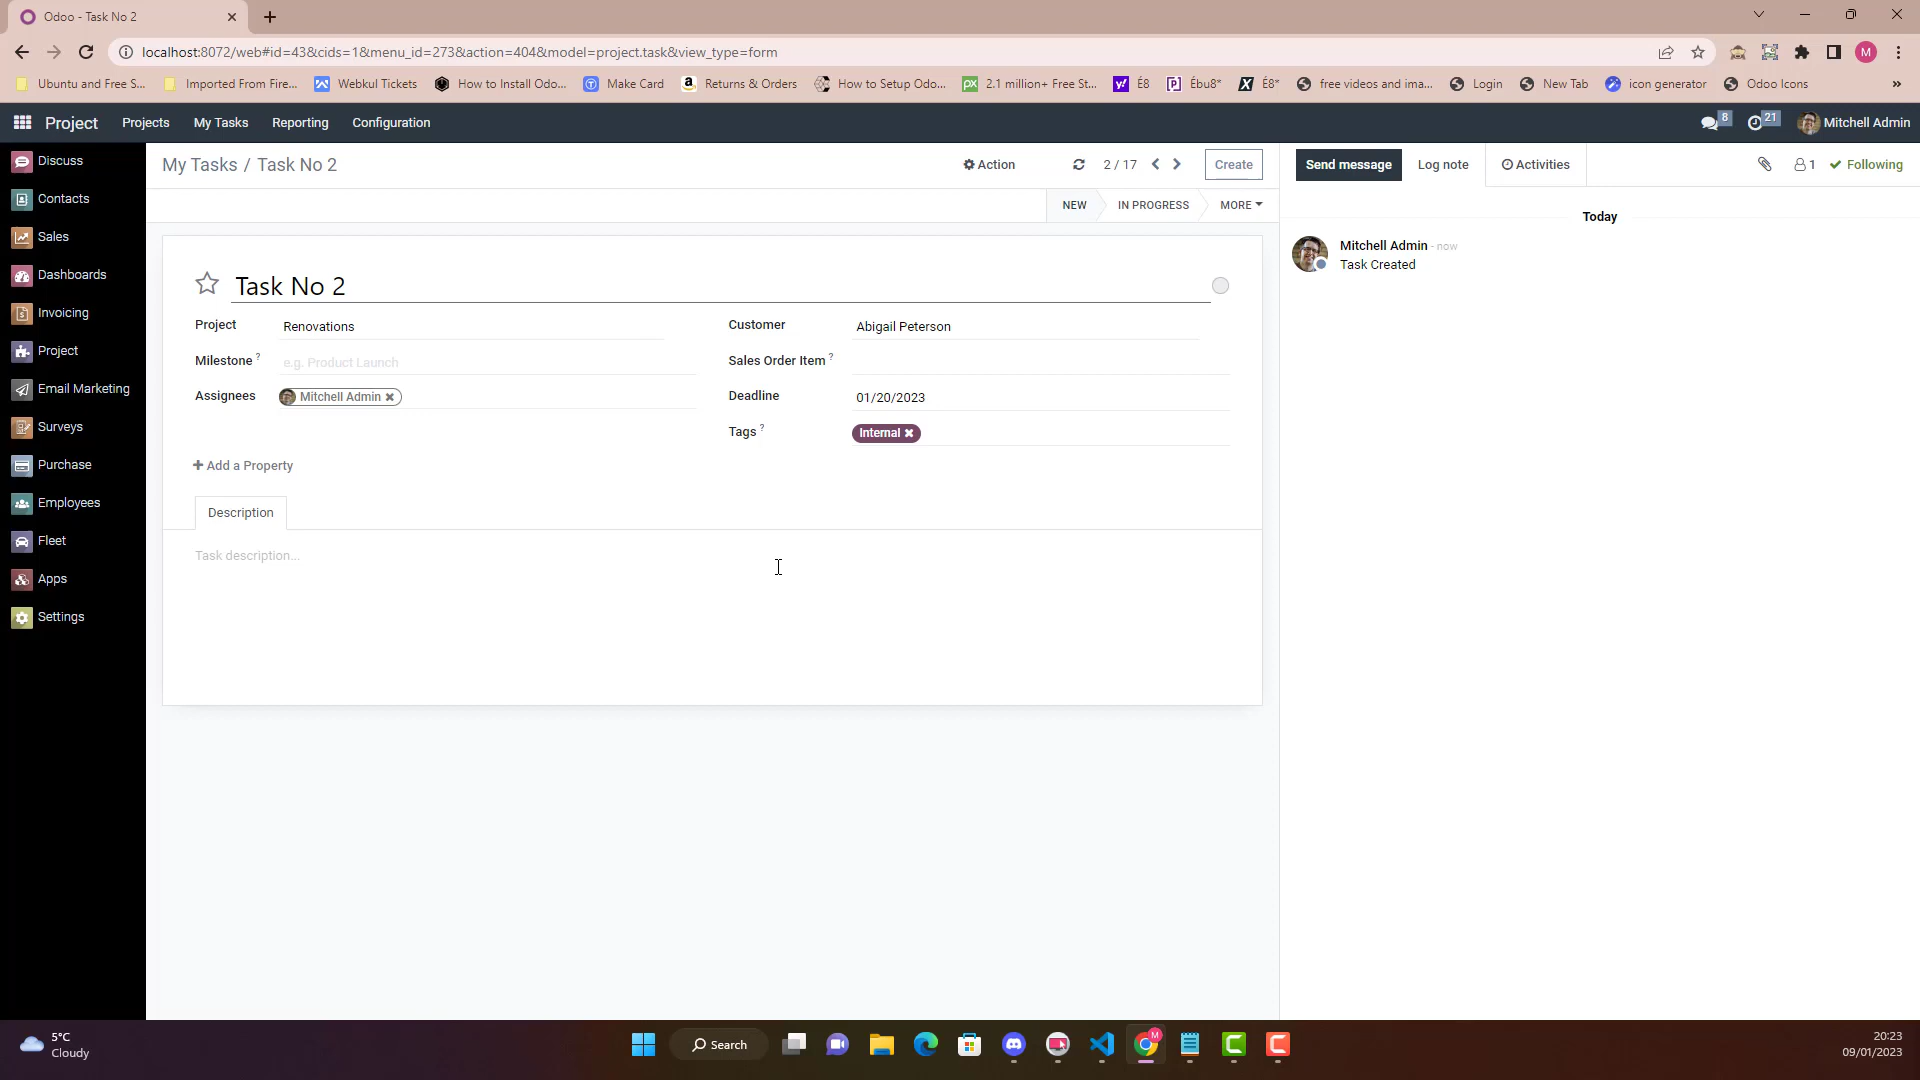 Odoo - Task No 2
localhost:8072/web#id=43&cids=1&menu_id=273&action=404&model=project.task&view_type=form
M
Ubuntu and Free S...
Imported From Fire...
Webkul Tickets
How to Install Odo...
Make Card
Returns & Orders
How to Setup Odo...
2.1 million+ Free St...
É8
Ébu8*
É8*
free videos and ima...
Login
New Tab
icon generator
Odoo Icons
»
Project
Projects
My Tasks
Reporting
Configuration
8
21
Mitchell Admin
Discuss
Contacts
Sales
Dashboards
Invoicing
Project
Email Marketing
Surveys
Purchase
Employees
Fleet
Apps
Settings
My Tasks / Task No 2
Action
2 / 17
Create
NEW
IN PROGRESS
MORE
Task No 2
Project
Renovations
Milestone ?
e.g. Product Launch
Assignees
Mitchell Admin
Customer
Abigail Peterson
Sales Order Item ?
Deadline
01/20/2023
Tags ?
Internal
Add a Property
Description
Task description...
Send message
Log note
Activities
1
Following
Today
Mitchell Admin - now
Task Created
5°C
Cloudy
Search
M
20:23
09/01/2023